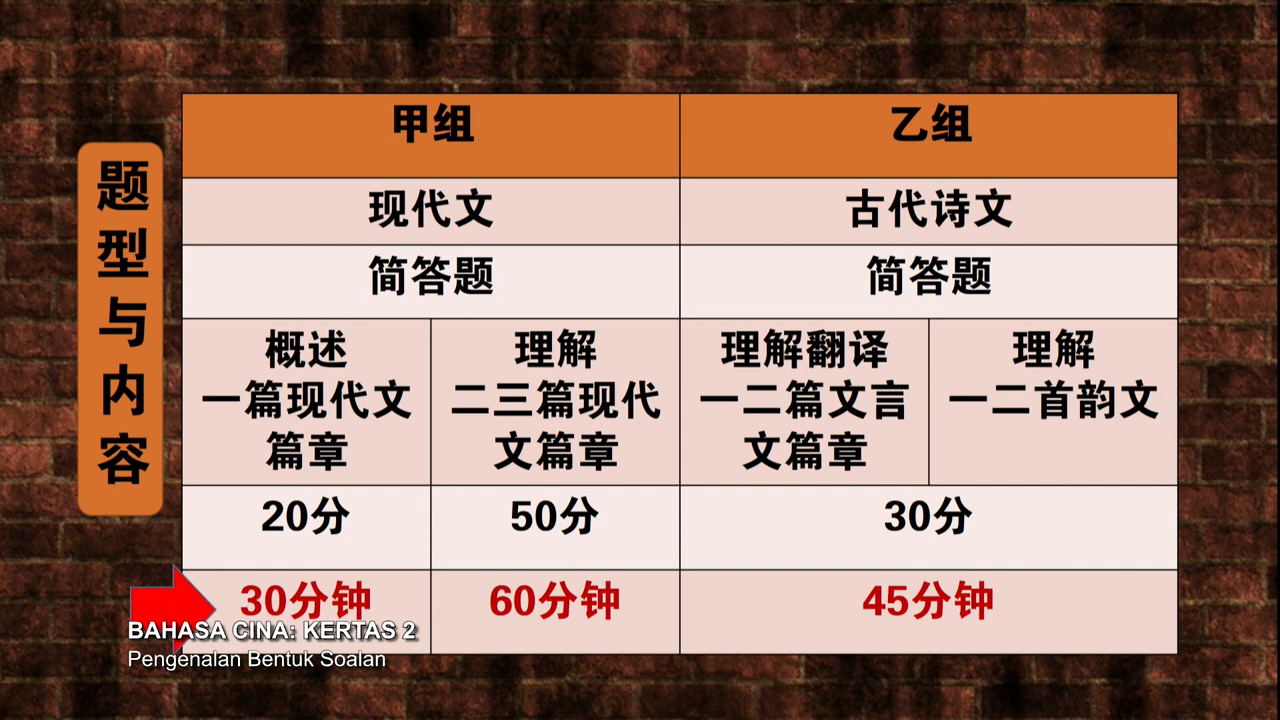 题型与内容
甲组
乙组
现代文
古代诗文
简答题
简答题
概述
一篇现代文
篇章
理解
二三篇现代
文篇章
理解翻译
一二篇文言
文篇章
理解
一二首韵文
20分
50分
30分
30分钟
60分钟
45分钟
BAHASA CINA: KERTAS 2
Pengenalan Bentuk Soalan